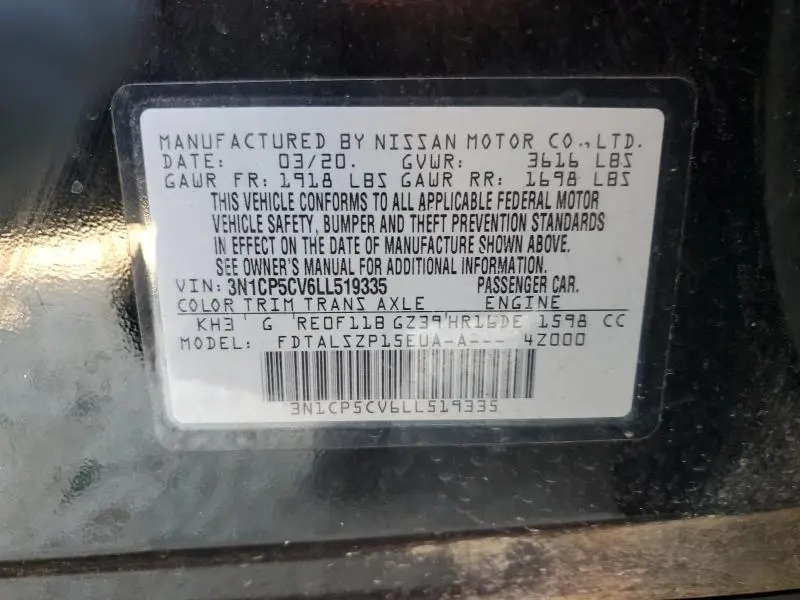 MANUFACTURED BY NISSAN MOTOR CO., LTD.
DATE: 03/20. GVWR: 3616 LBS
GAWR FR: 1918 LBS GAWR RR: 1698 LBS
THIS VEHICLE CONFORMS TO ALL APPLICABLE FEDERAL MOTOR
VEHICLE SAFETY, BUMPER AND THEFT PREVENTION STANDARDS
IN EFFECT ON THE DATE OF MANUFACTURE SHOWN ABOVE.
SEE OWNER'S MANUAL FOR ADDITIONAL INFORMATION.
VIN: 3N1CP5CV6LL519335 PASSENGER CAR.
COLOR TRIM TRANS AXLE ENGINE
KH3 G RE0F11B GZ39 HR16DE 1598 CC
MODEL: FDTALSZP15EUA-A--- 4Z000
3N1CP5CV6LL519335